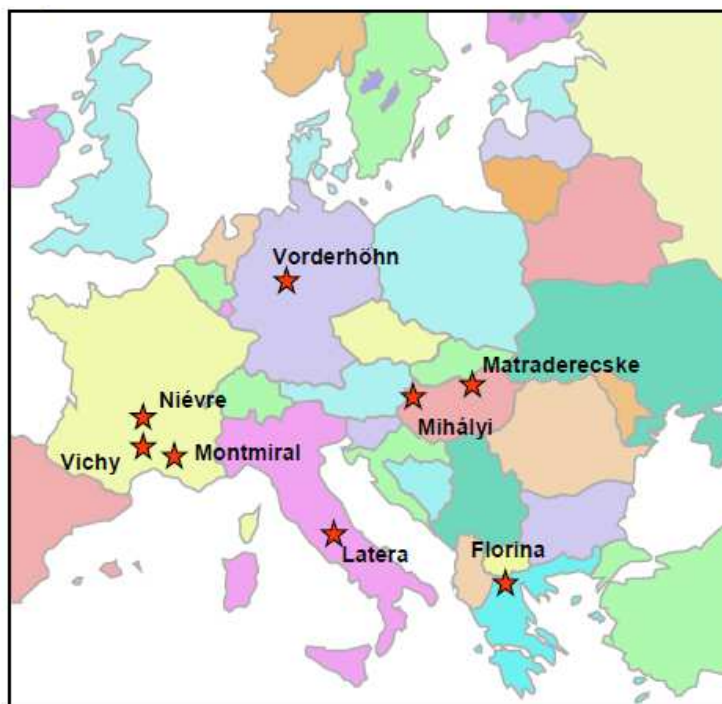 Vorderhöhn
Matraderecske
Niévre
Mihályi
Vichy
Montmiral
Latera
Florina